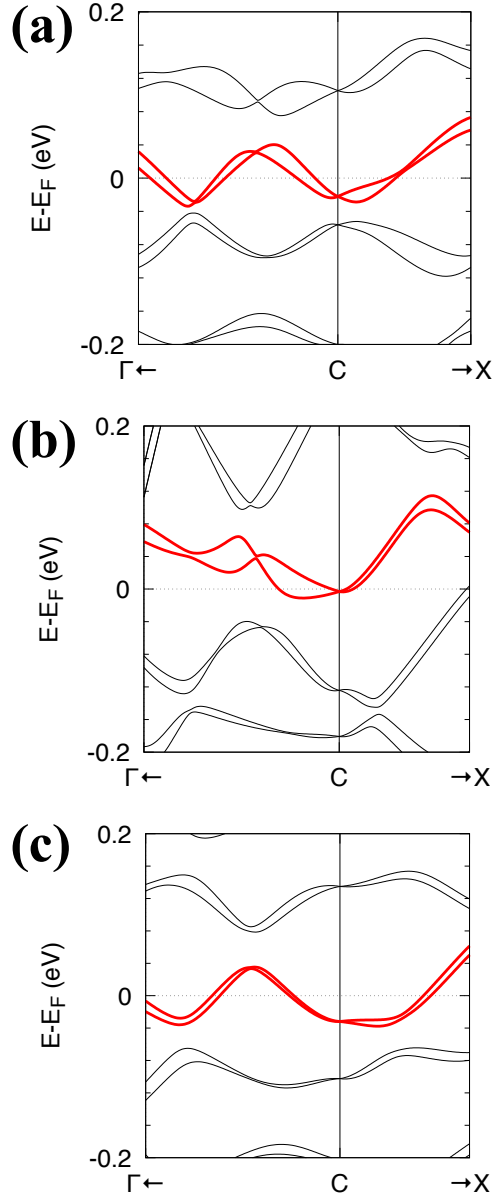 (a)
0.2
E-E_F (eV)
0
-0.2
Γ← C →X
(b)
0.2
E-E_F (eV)
0
-0.2
Γ← C →X
(c)
0.2
E-E_F (eV)
0
-0.2
Γ← C →X